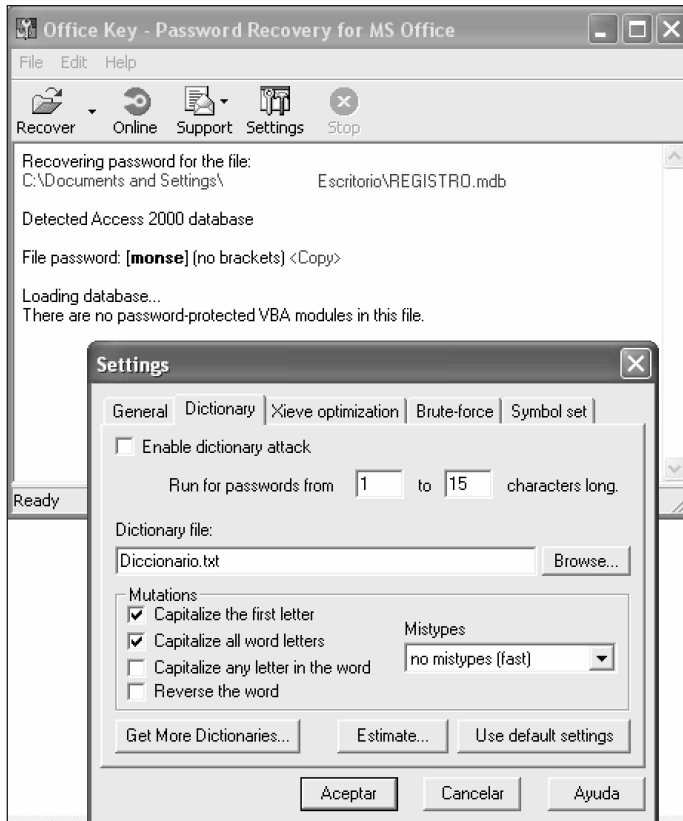 Office Key - Password Recovery for MS Office
File Edit Help
Recover Online Support Settings Stop
Recovering password for the file:
C:\Documents and Settings\ Escritorio\REGISTRO.mdb
Detected Access 2000 database
File password: [monse] (no brackets) <Copy>
Loading database...
There are no password-protected VBA modules in this file.
Ready
Settings
General Dictionary Xieve optimization Brute-force Symbol set
Enable dictionary attack
Run for passwords from 1 to 15 characters long.
Dictionary file:
Diccionario.txt Browse...
Mutations
Capitalize the first letter
Capitalize all word letters
Capitalize any letter in the word
Reverse the word
Mistypes
no mistypes (fast)
Get More Dictionaries... Estimate... Use default settings
Aceptar Cancelar Ayuda